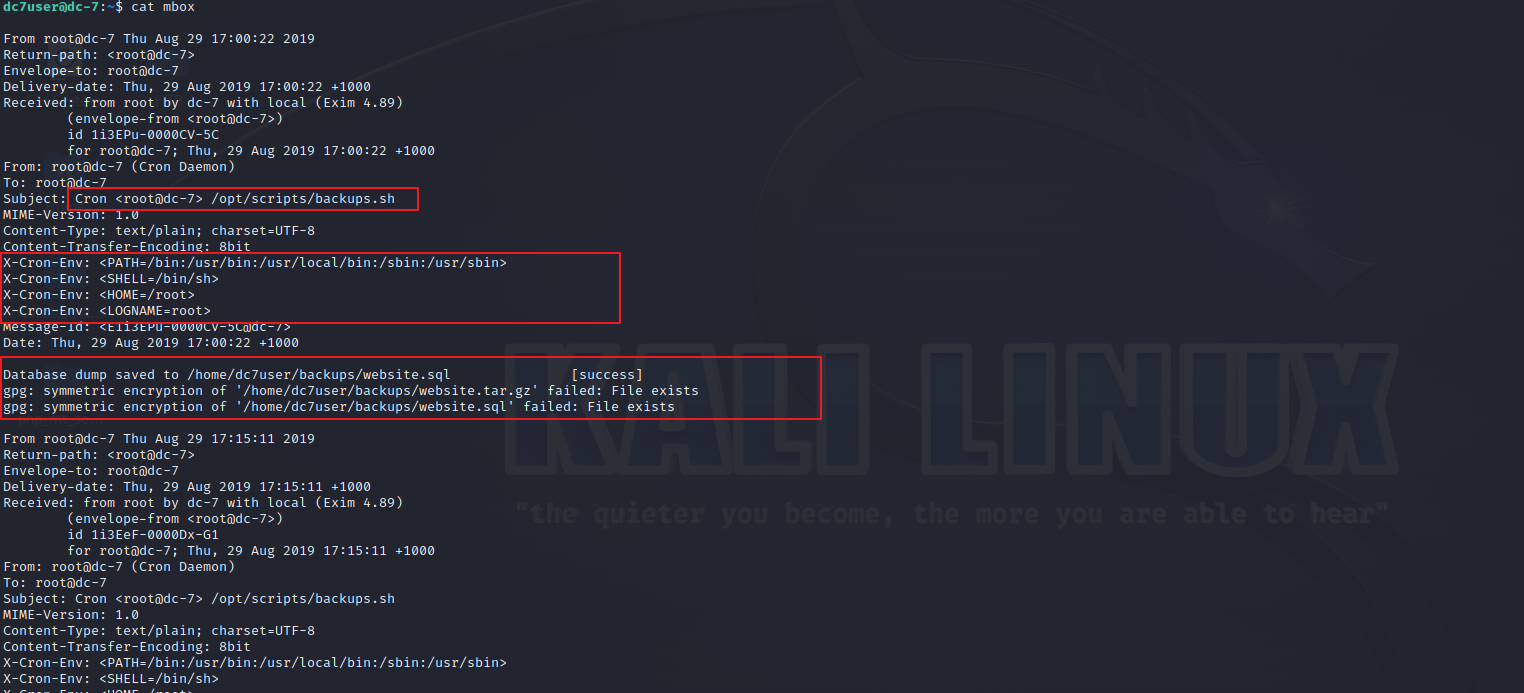 dc7user@dc-7:~$ cat mbox
From root@dc-7 Thu Aug 29 17:00:22 2019
Return-path: <root@dc-7>
Envelope-to: root@dc-7
Delivery-date: Thu, 29 Aug 2019 17:00:22 +1000
Received: from root by dc-7 with local (Exim 4.89)
(envelope-from <root@dc-7>)
id 1i3EPu-0000CV-5C
for root@dc-7; Thu, 29 Aug 2019 17:00:22 +1000
From: root@dc-7 (Cron Daemon)
To: root@dc-7
Subject: Cron <root@dc-7> /opt/scripts/backups.sh
MIME-Version: 1.0
Content-Type: text/plain; charset=UTF-8
Content-Transfer-Encoding: 8bit
X-Cron-Env: <PATH=/bin:/usr/bin:/usr/local/bin:/sbin:/usr/sbin>
X-Cron-Env: <SHELL=/bin/sh>
X-Cron-Env: <HOME=/root>
X-Cron-Env: <LOGNAME=root>
Message-Id: <E1i3EPu-0000CV-5C@dc-7>
Date: Thu, 29 Aug 2019 17:00:22 +1000
Database dump saved to /home/dc7user/backups/website.sql [success]
gpg: symmetric encryption of '/home/dc7user/backups/website.tar.gz' failed: File exists
gpg: symmetric encryption of '/home/dc7user/backups/website.sql' failed: File exists
From root@dc-7 Thu Aug 29 17:15:11 2019
Return-path: <root@dc-7>
Envelope-to: root@dc-7
Delivery-date: Thu, 29 Aug 2019 17:15:11 +1000
Received: from root by dc-7 with local (Exim 4.89)
(envelope-from <root@dc-7>)
id 1i3EeF-0000Dx-G1
for root@dc-7; Thu, 29 Aug 2019 17:15:11 +1000
From: root@dc-7 (Cron Daemon)
To: root@dc-7
Subject: Cron <root@dc-7> /opt/scripts/backups.sh
MIME-Version: 1.0
Content-Type: text/plain; charset=UTF-8
Content-Transfer-Encoding: 8bit
X-Cron-Env: <PATH=/bin:/usr/bin:/usr/local/bin:/sbin:/usr/sbin>
X-Cron-Env: <SHELL=/bin/sh>
X-Cron-Env: <HOME=/root>
KALI LINUX
"the quieter you become, the more you are able to hear"